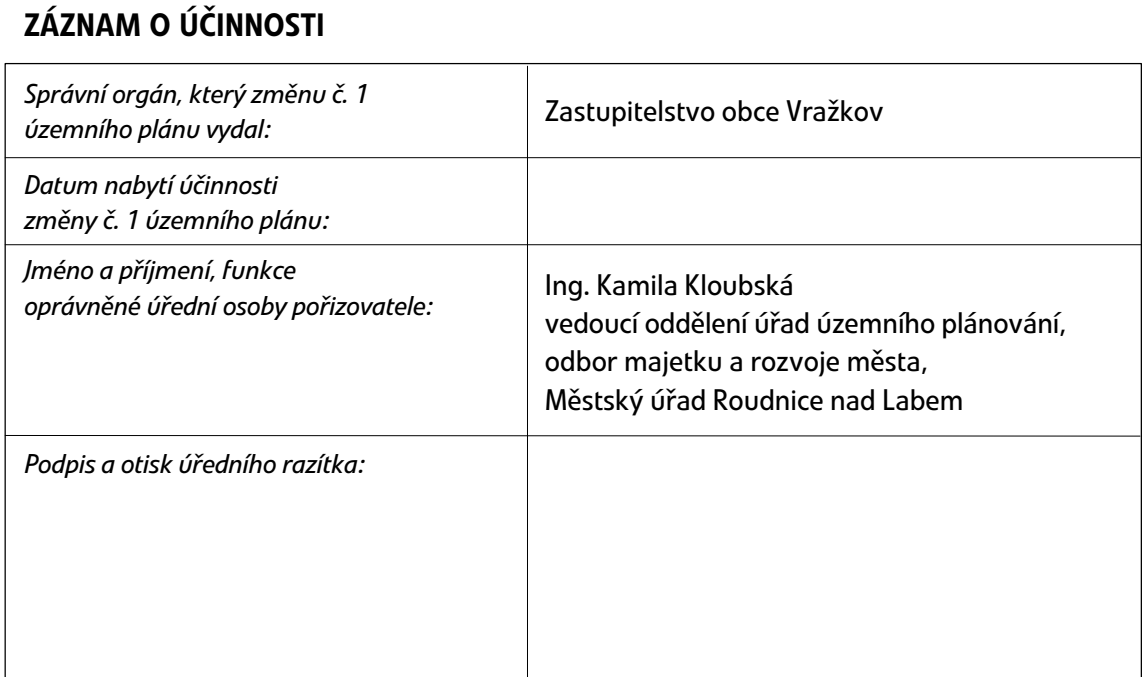 ZÁZNAM O ÚČINNOSTI
Správní orgán, který změnu č. 1
územního plánu vydal:
Zastupitelstvo obce Vražkov
Datum nabytí účinnosti
změny č. 1 územního plánu:
Jméno a příjmení, funkce
oprávněné úřední osoby pořizovatele:
Ing. Kamila Kloubská
vedoucí oddělení úřad územního plánování,
odbor majetku a rozvoje města,
Městský úřad Roudnice nad Labem
Podpis a otisk úředního razítka: